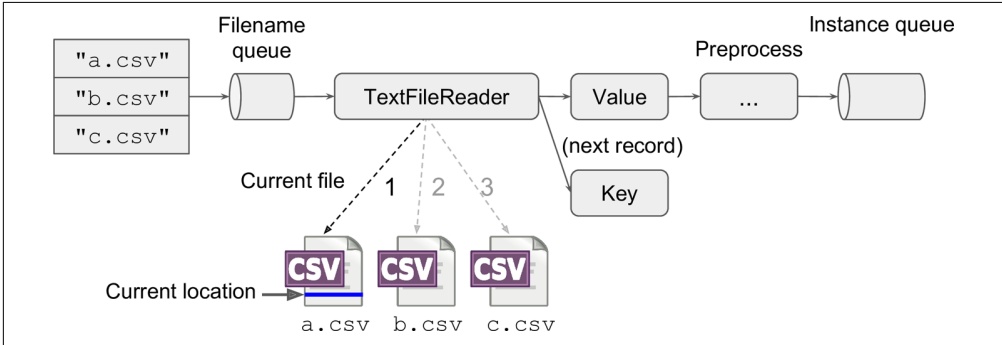 Filename
queue
Instance queue
Preprocess
"a.csv"
"b.csv"
"c.csv"
TextFileReader
Value
...
(next record)
Key
Current file
1
2
3
CSV
CSV
CSV
Current location
a.csv
b.csv
c.csv